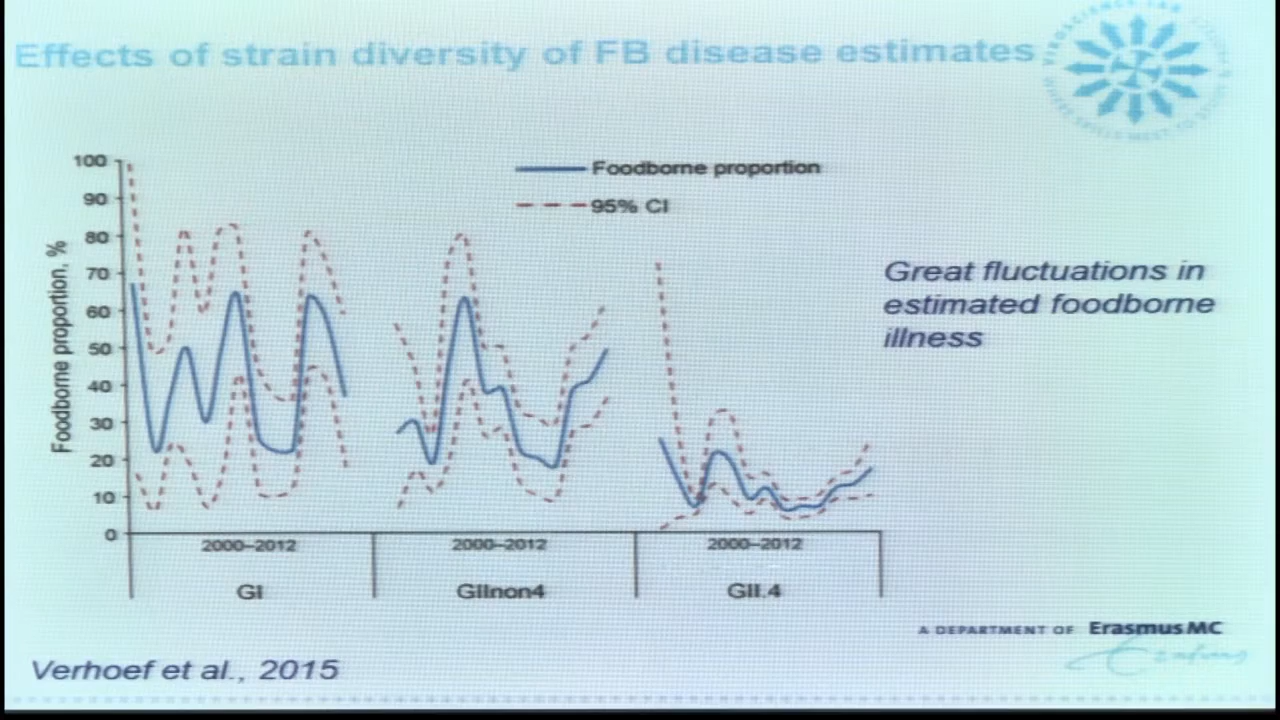 Effects of strain diversity of FB disease estimates
100
90
80
70
60
50
40
30
20
10
0
Foodborne proportion, %
Foodborne proportion
95% CI
Great fluctuations in
estimated foodborne
illness
2000–2012
2000–2012
2000–2012
GI
GIInon4
GII.4
A DEPARTMENT OF Erasmus MC
Erasmus
Verhoef et al., 2015